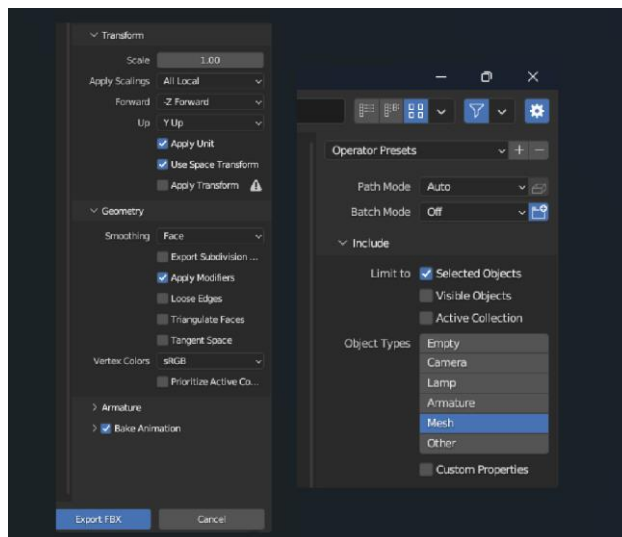 Transform
Scale 1.00
Apply Scalings All Local
Forward -Z Forward
Up Y Up
Apply Unit
Use Space Transform
Apply Transform
Geometry
Smoothing Face
Export Subdivision ...
Apply Modifiers
Loose Edges
Triangulate Faces
Tangent Space
Vertex Colors sRGB
Prioritize Active Co...
Armature
Bake Animation
Export FBX Cancel
Operator Presets
Path Mode Auto
Batch Mode Off
Include
Limit to Selected Objects
Visible Objects
Active Collection
Object Types Empty
Camera
Lamp
Armature
Mesh
Other
Custom Properties